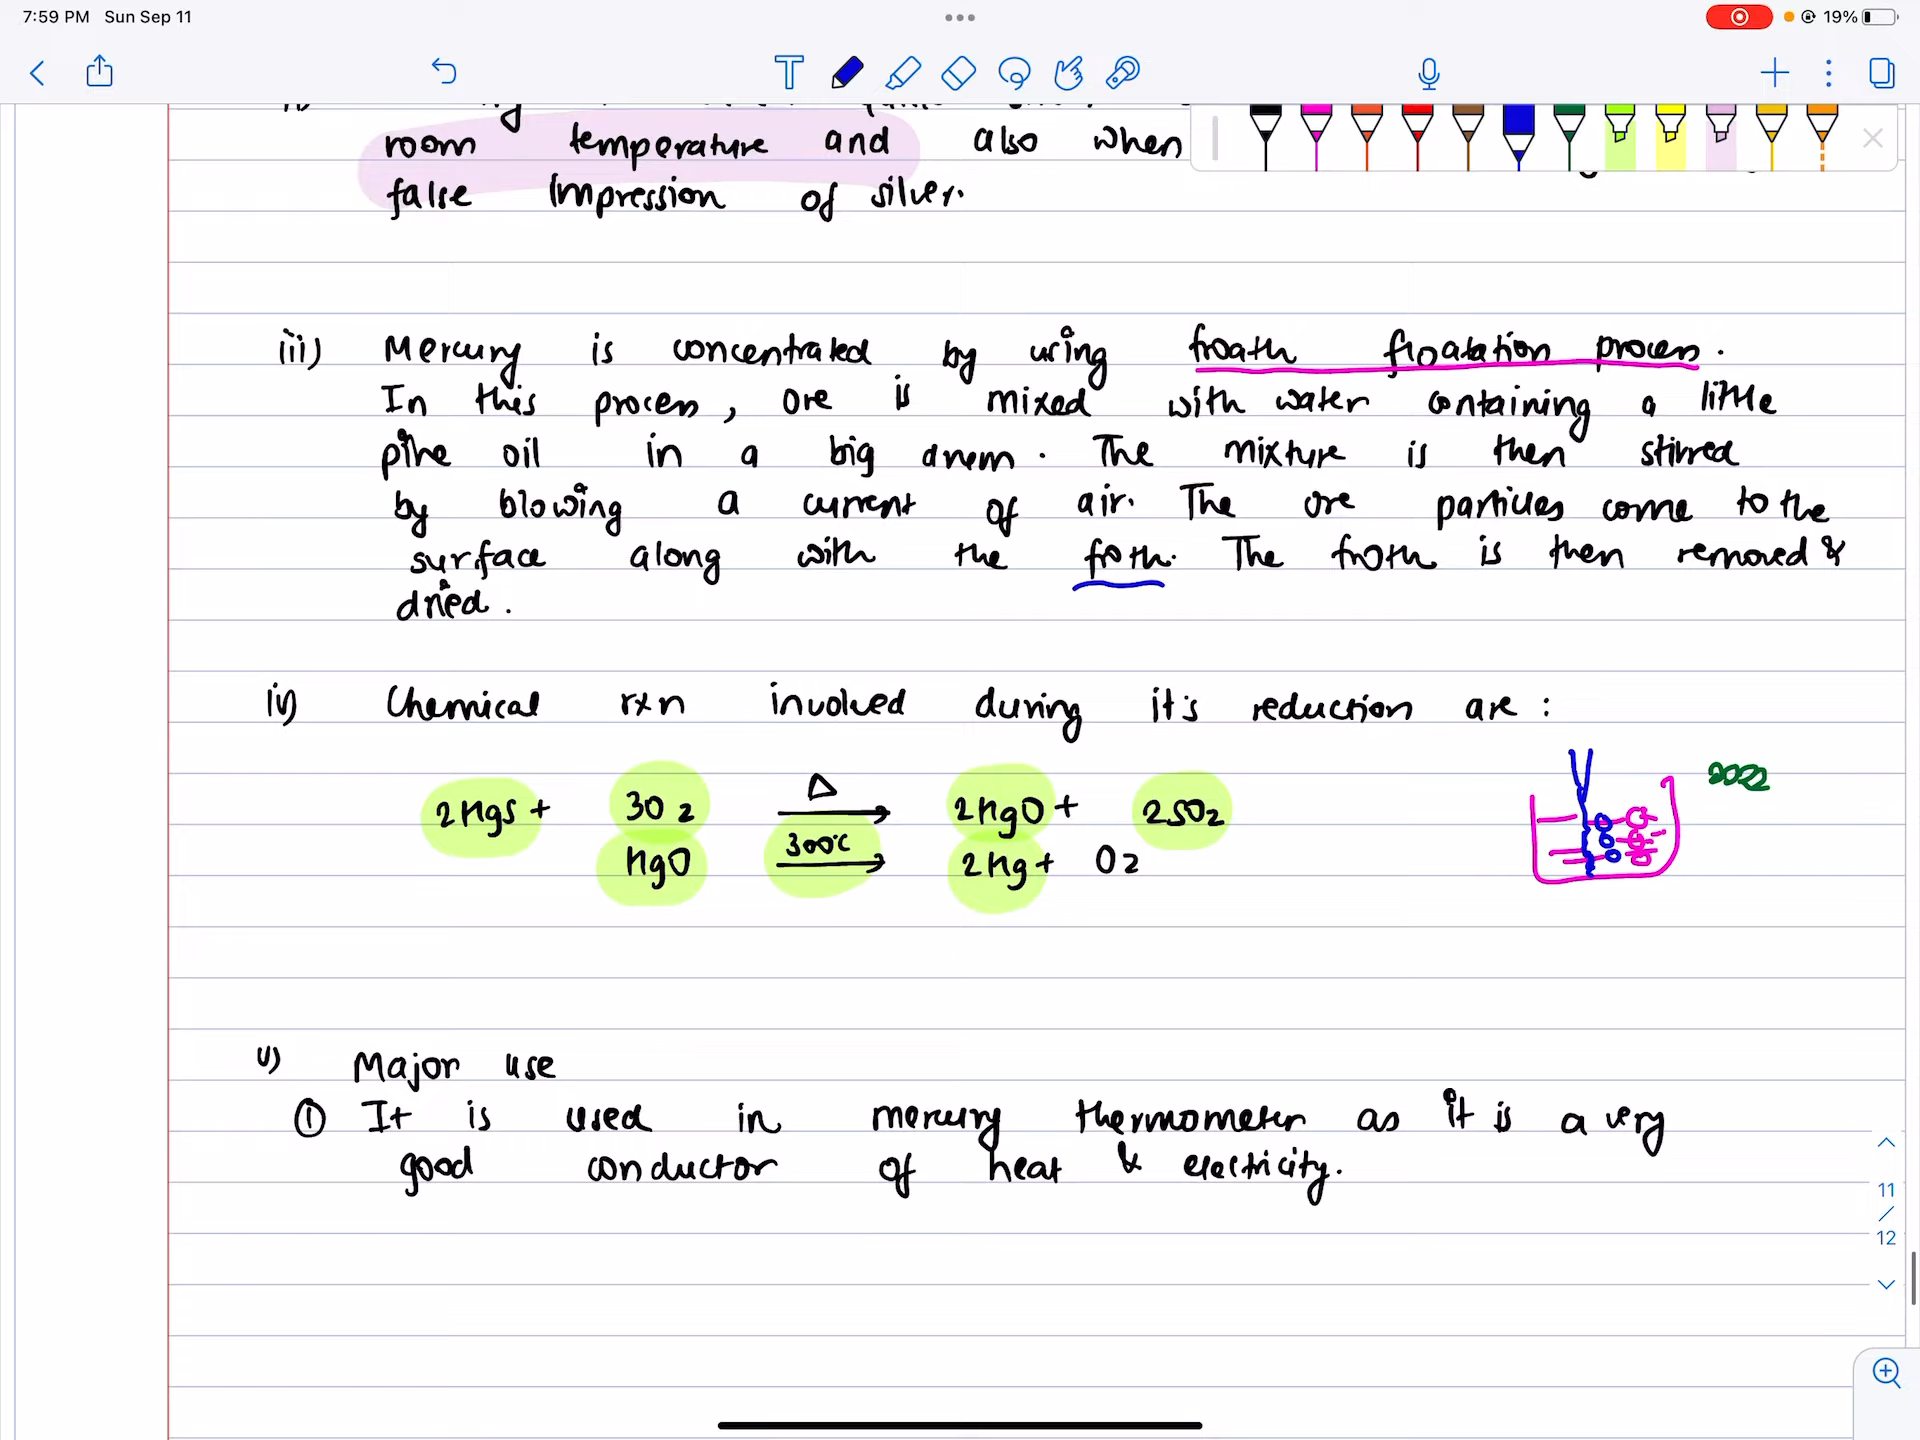 7:59 PM Sun Sep 11
19%
room temperature and also when
false Impression of silver.
iii) Mercury is concentrated by using froath floatation process.
In this process, ore is mixed with water containing a little
pine oil in a big drum. The mixture is then stirred
by blowing a current of air. The ore particles come to the
surface along with the froth. The froth is then removed &
dried.
iv) Chemical rxn involved during it's reduction are :
2HgS + 3O2 Δ 2HgO + 2SO2
HgO 300°C 2Hg + O2
v) Major use
① It is used in mercury thermometer as it is a very
good conductor of heat & electricity.
11
/
12